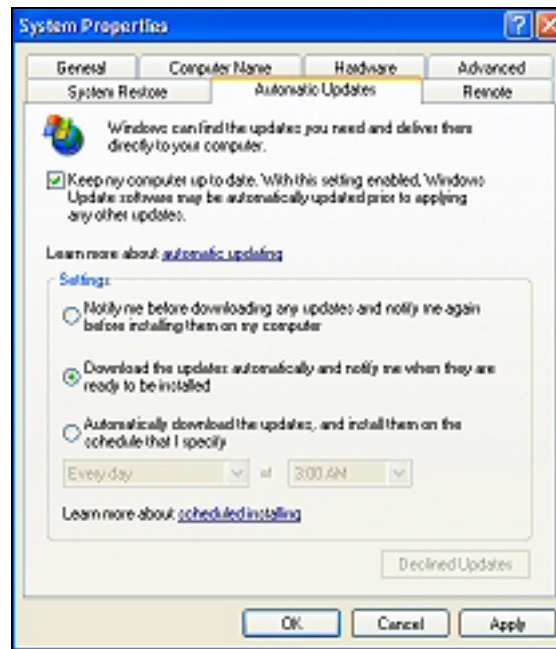 System Properties
General Computer Name Hardware Advanced
System Restore Automatic Updates Remote
Windows can find the updates you need and deliver them
directly to your computer.
Keep my computer up to date. With this setting enabled, Windows
Update software may be automatically updated prior to applying
any other updates.
Learn more about automatic updating
Settings
Notify me before downloading any updates and notify me again
before installing them on my computer
Download the updates automatically and notify me when they are
ready to be installed
Automatically download the updates, and install them on the
schedule that I specify
Every day at 3:00 AM
Learn more about scheduled installing
Declined Updates
OK Cancel Apply